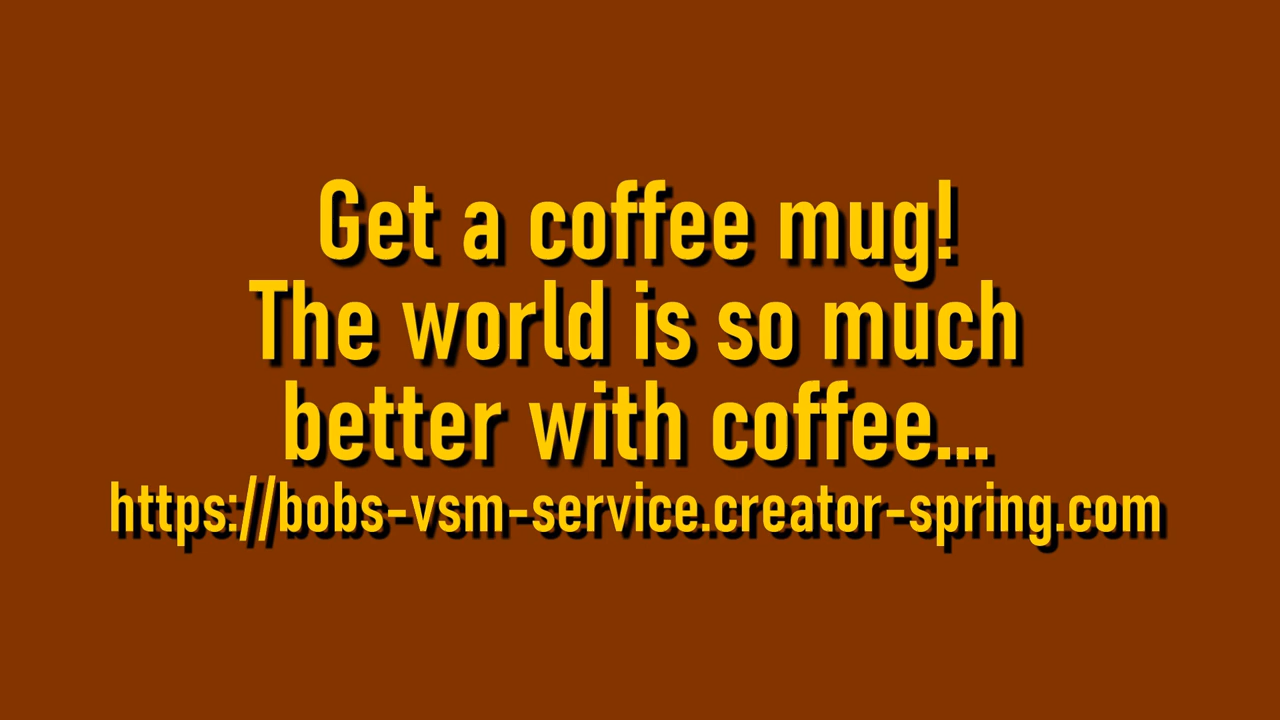 Get a coffee mug!
The world is so much
better with coffee...
https://bobs-vsm-service.creator-spring.com